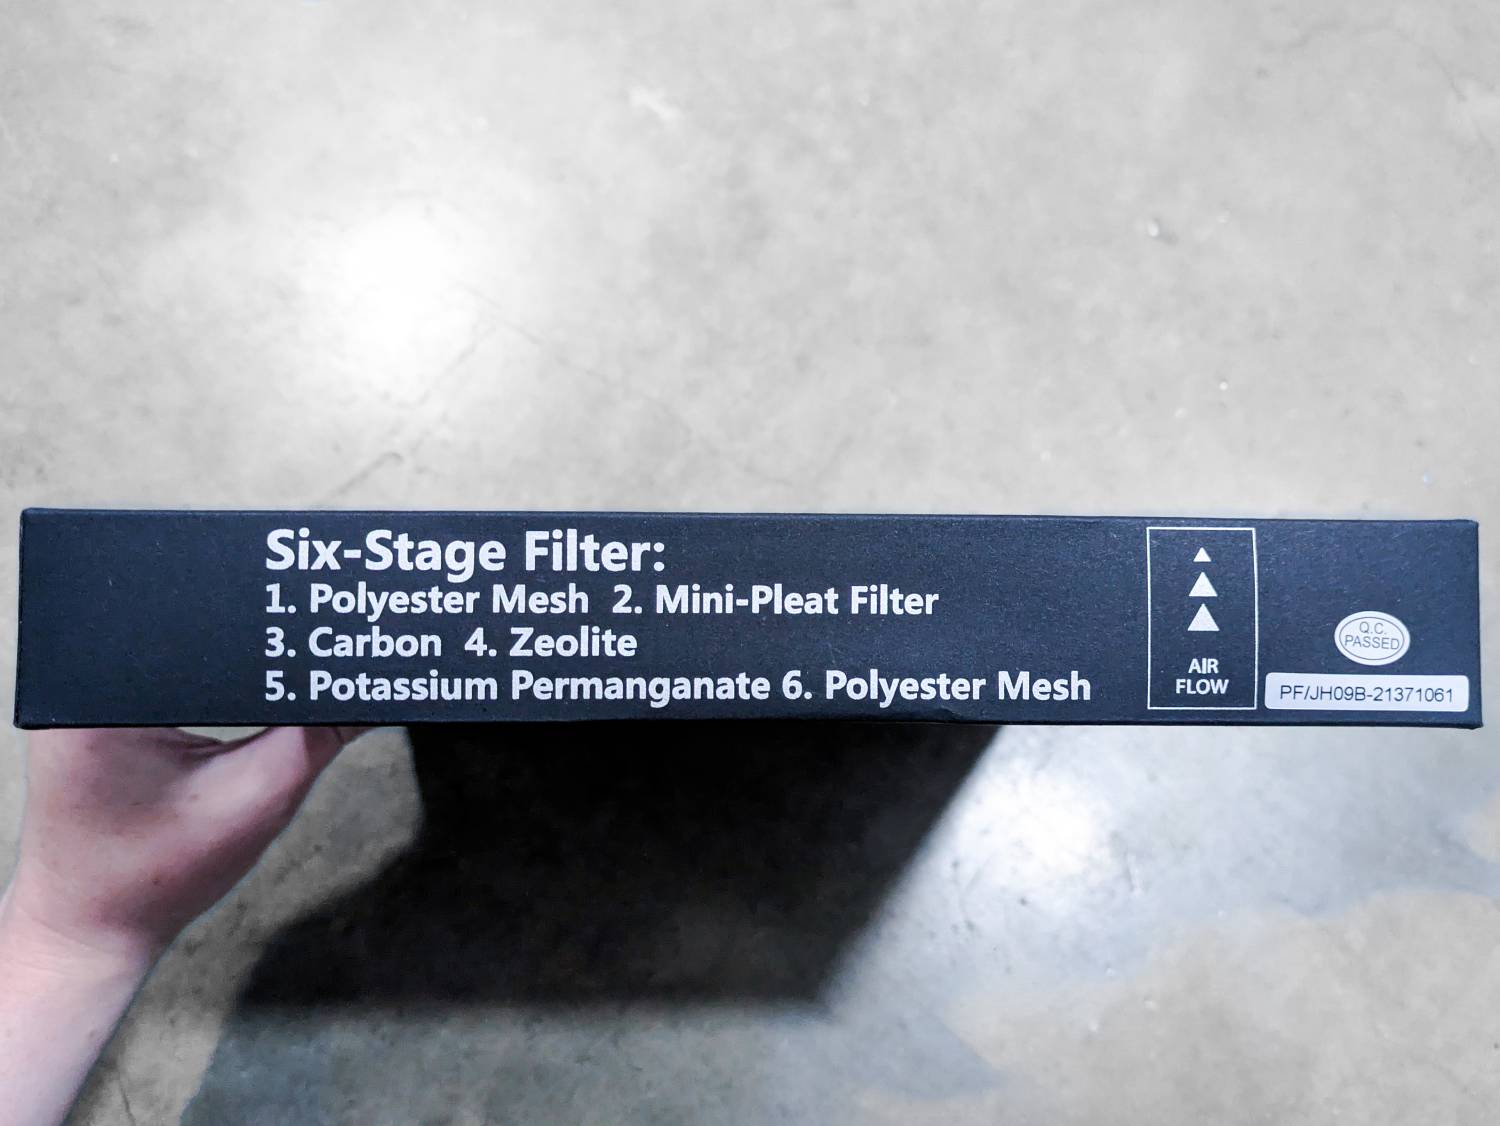 Six-Stage Filter:
1. Polyester Mesh 2. Mini-Pleat Filter
3. Carbon 4. Zeolite
5. Potassium Permanganate 6. Polyester Mesh
AIR
FLOW
Q.C.
PASSED
PF/JH09B-21371061